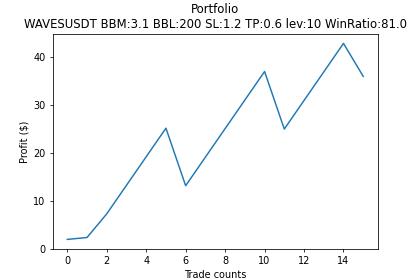 Portfolio
WAVESUSDT BBM:3.1 BBL:200 SL:1.2 TP:0.6 lev:10 WinRatio:81.0
40
30
20
10
0
Profit ($)
0 2 4 6 8 10 12 14
Trade counts